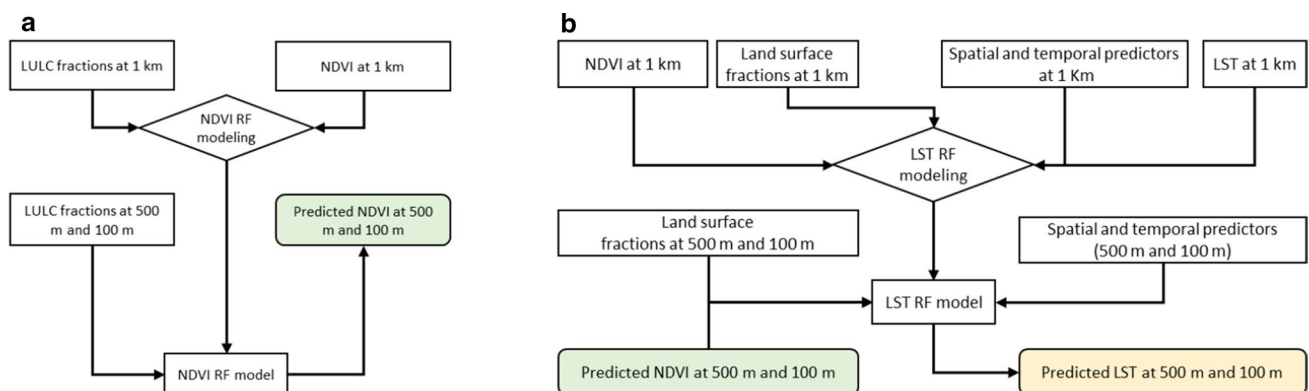 a
LULC fractions at 1 km
NDVI at 1 km
NDVI RF
modeling
LULC fractions at 500
m and 100 m
Predicted NDVI at 500
m and 100 m
NDVI RF model
b
NDVI at 1 km
Land surface
fractions at 1 km
Spatial and temporal predictors
at 1 Km
LST at 1 km
LST RF
modeling
Land surface
fractions at 500 m and 100 m
Spatial and temporal predictors
(500 m and 100 m)
LST RF model
Predicted NDVI at 500 m and 100 m
Predicted LST at 500 m and 100 m